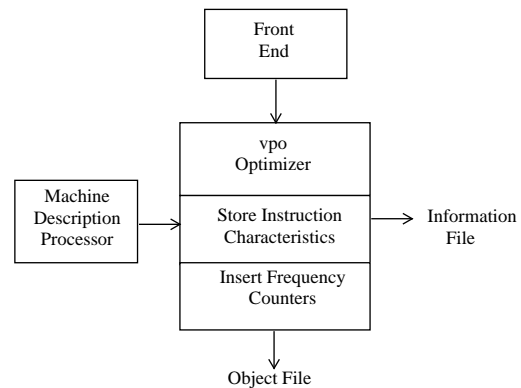 Front
End
vpo
Optimizer
Machine
Description
Processor
Store Instruction
Characteristics
Information
File
Insert Frequency
Counters
Object File